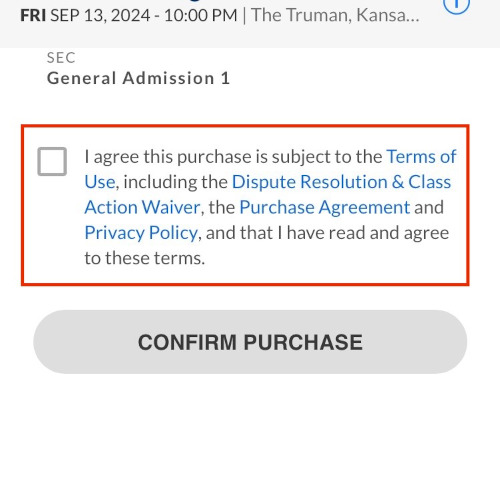 FRI SEP 13, 2024 - 10:00 PM | The Truman, Kansa...
SEC
General Admission 1
I agree this purchase is subject to the Terms of
Use, including the Dispute Resolution & Class
Action Waiver, the Purchase Agreement and
Privacy Policy, and that I have read and agree
to these terms.
CONFIRM PURCHASE